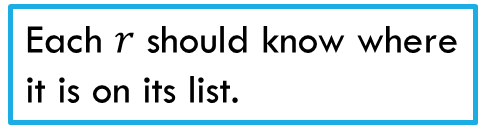 Each r should know where
it is on its list.